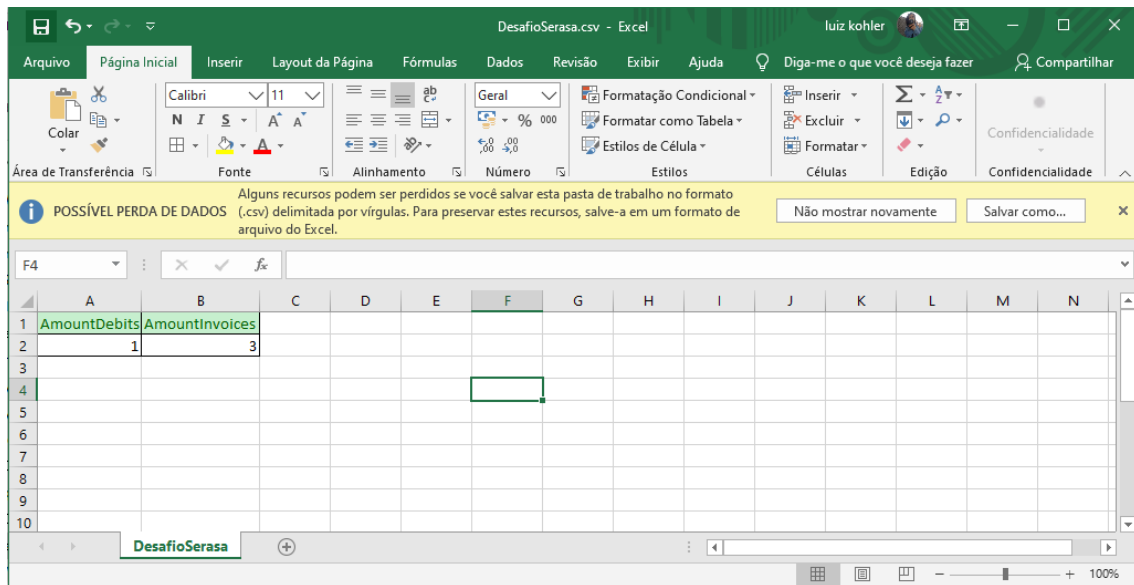 DesafioSerasa.csv - Excel
luiz kohler
Arquivo Página Inicial Inserir Layout da Página Fórmulas Dados Revisão Exibir Ajuda Diga-me o que você deseja fazer Compartilhar
Colar
Calibri 11
N I S A A
ab
Geral
% 000
Formatação Condicional
Formatar como Tabela
Estilos de Célula
Inserir
Excluir
Formatar
Confidencialidade
Área de Transferência Fonte Alinhamento Número Estilos Células Edição Confidencialidade
POSSÍVEL PERDA DE DADOS
Alguns recursos podem ser perdidos se você salvar esta pasta de trabalho no formato
(.csv) delimitada por vírgulas. Para preservar estes recursos, salve-a em um formato de
arquivo do Excel.
Não mostrar novamente
Salvar como...
F4 fx
A B C D E F G H I J K L M N
1 AmountDebits AmountInvoices
2 1 3
3
4
5
6
7
8
9
10
DesafioSerasa
100%